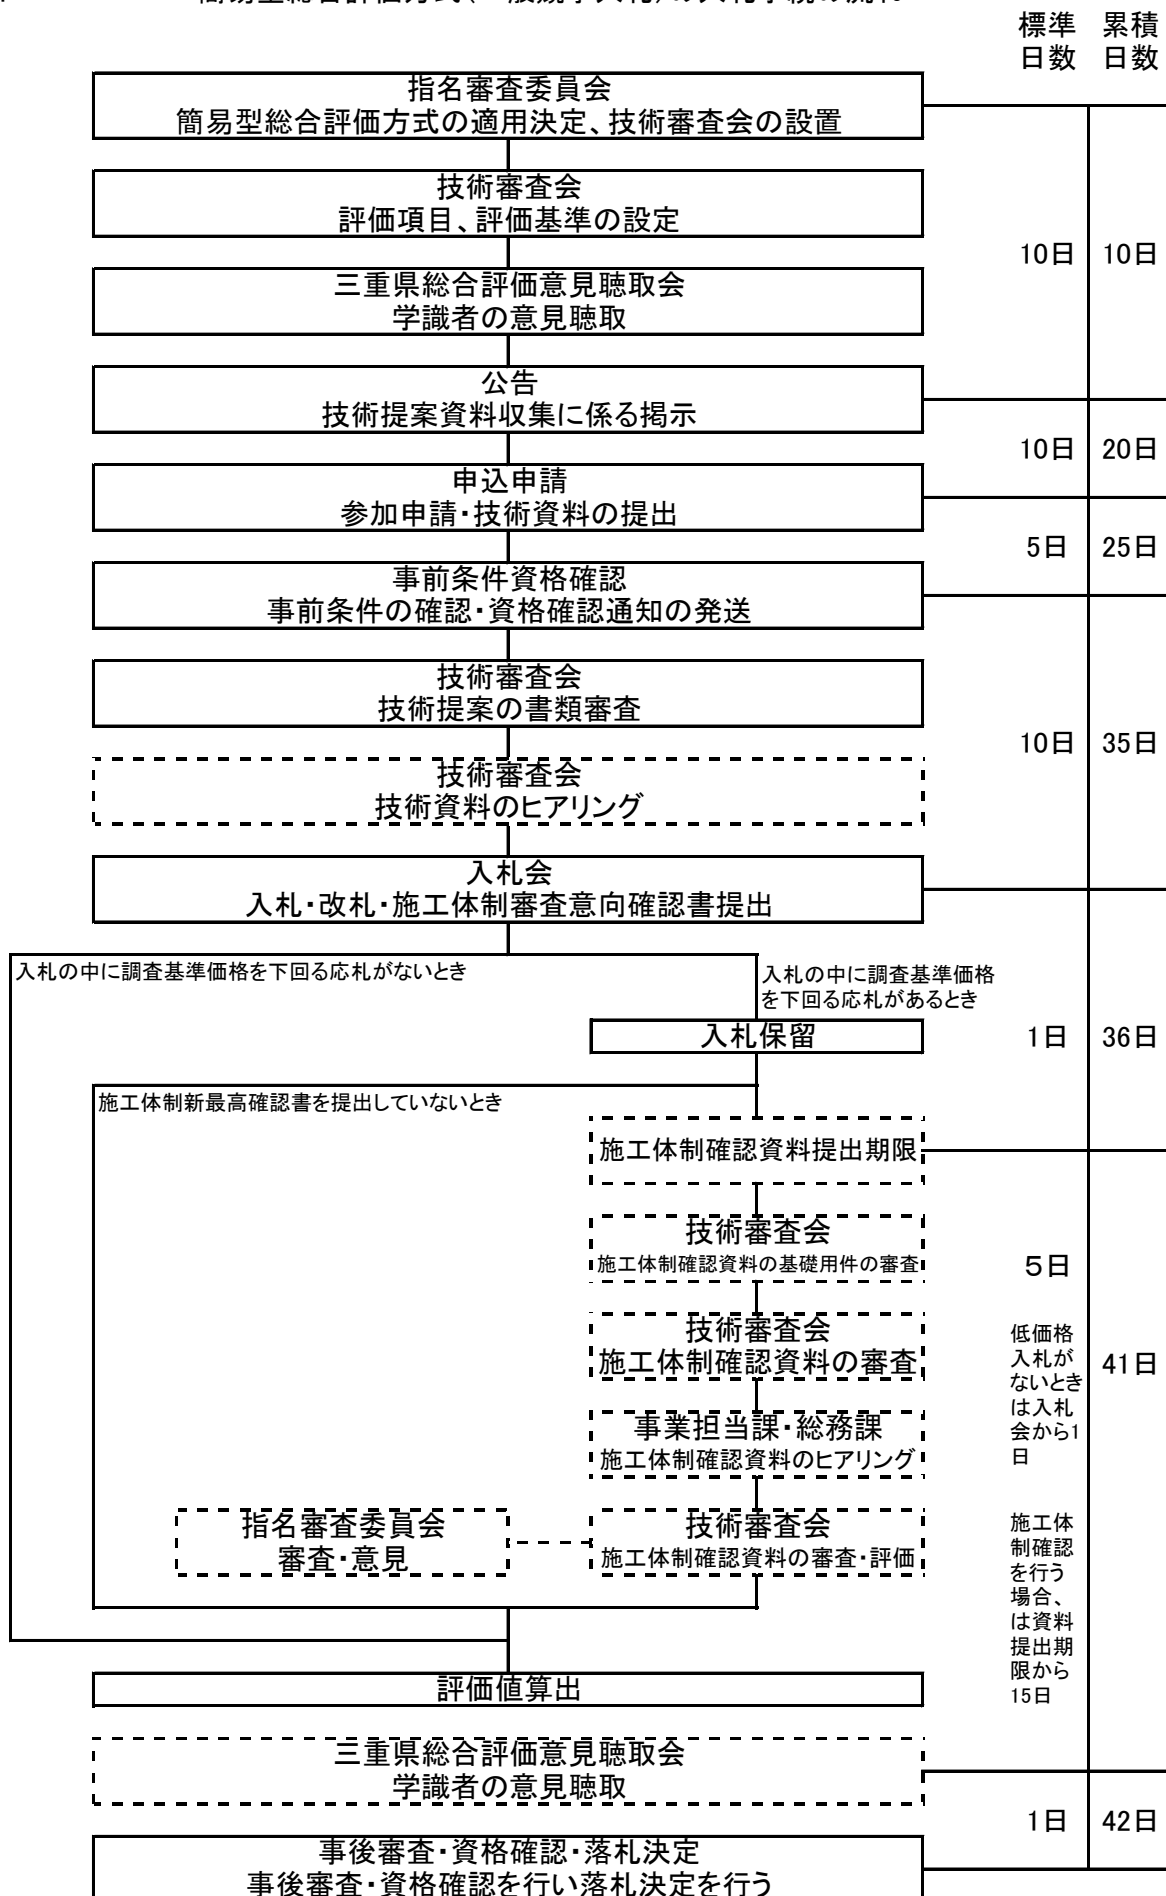 標準 累積
日数 日数
指名審査委員会
簡易型総合評価方式の適用決定、技術審査会の設置
技術審査会
評価項目、評価基準の設定
10日 10日
三重県総合評価意見聴取会
学識者の意見聴取
公告
技術提案資料収集に係る掲示
10日 20日
申込申請
参加申請・技術資料の提出
5日 25日
事前条件資格確認
事前条件の確認・資格確認通知の発送
技術審査会
技術提案の書類審査
10日 35日
技術審査会
技術資料のヒアリング
入札会
入札・改札・施工体制審査意向確認書提出
入札の中に調査基準価格を下回る応札がないとき
入札の中に調査基準価格
を下回る応札があるとき
入札保留
1日 36日
施工体制新最高確認書を提出していないとき
施工体制確認資料提出期限
技術審査会
施工体制確認資料の基礎用件の審査
5日
技術審査会
施工体制確認資料の審査
低価格
入札が
ないとき
は入札
会から1
日
41日
事業担当課・総務課
施工体制確認資料のヒアリング
指名審査委員会
審査・意見
技術審査会
施工体制確認資料の審査・評価
施工体
制確認
を行う
場合、
は資料
提出期
限から
15日
評価値算出
三重県総合評価意見聴取会
学識者の意見聴取
1日 42日
事後審査・資格確認・落札決定
事後審査・資格確認を行い落札決定を行う